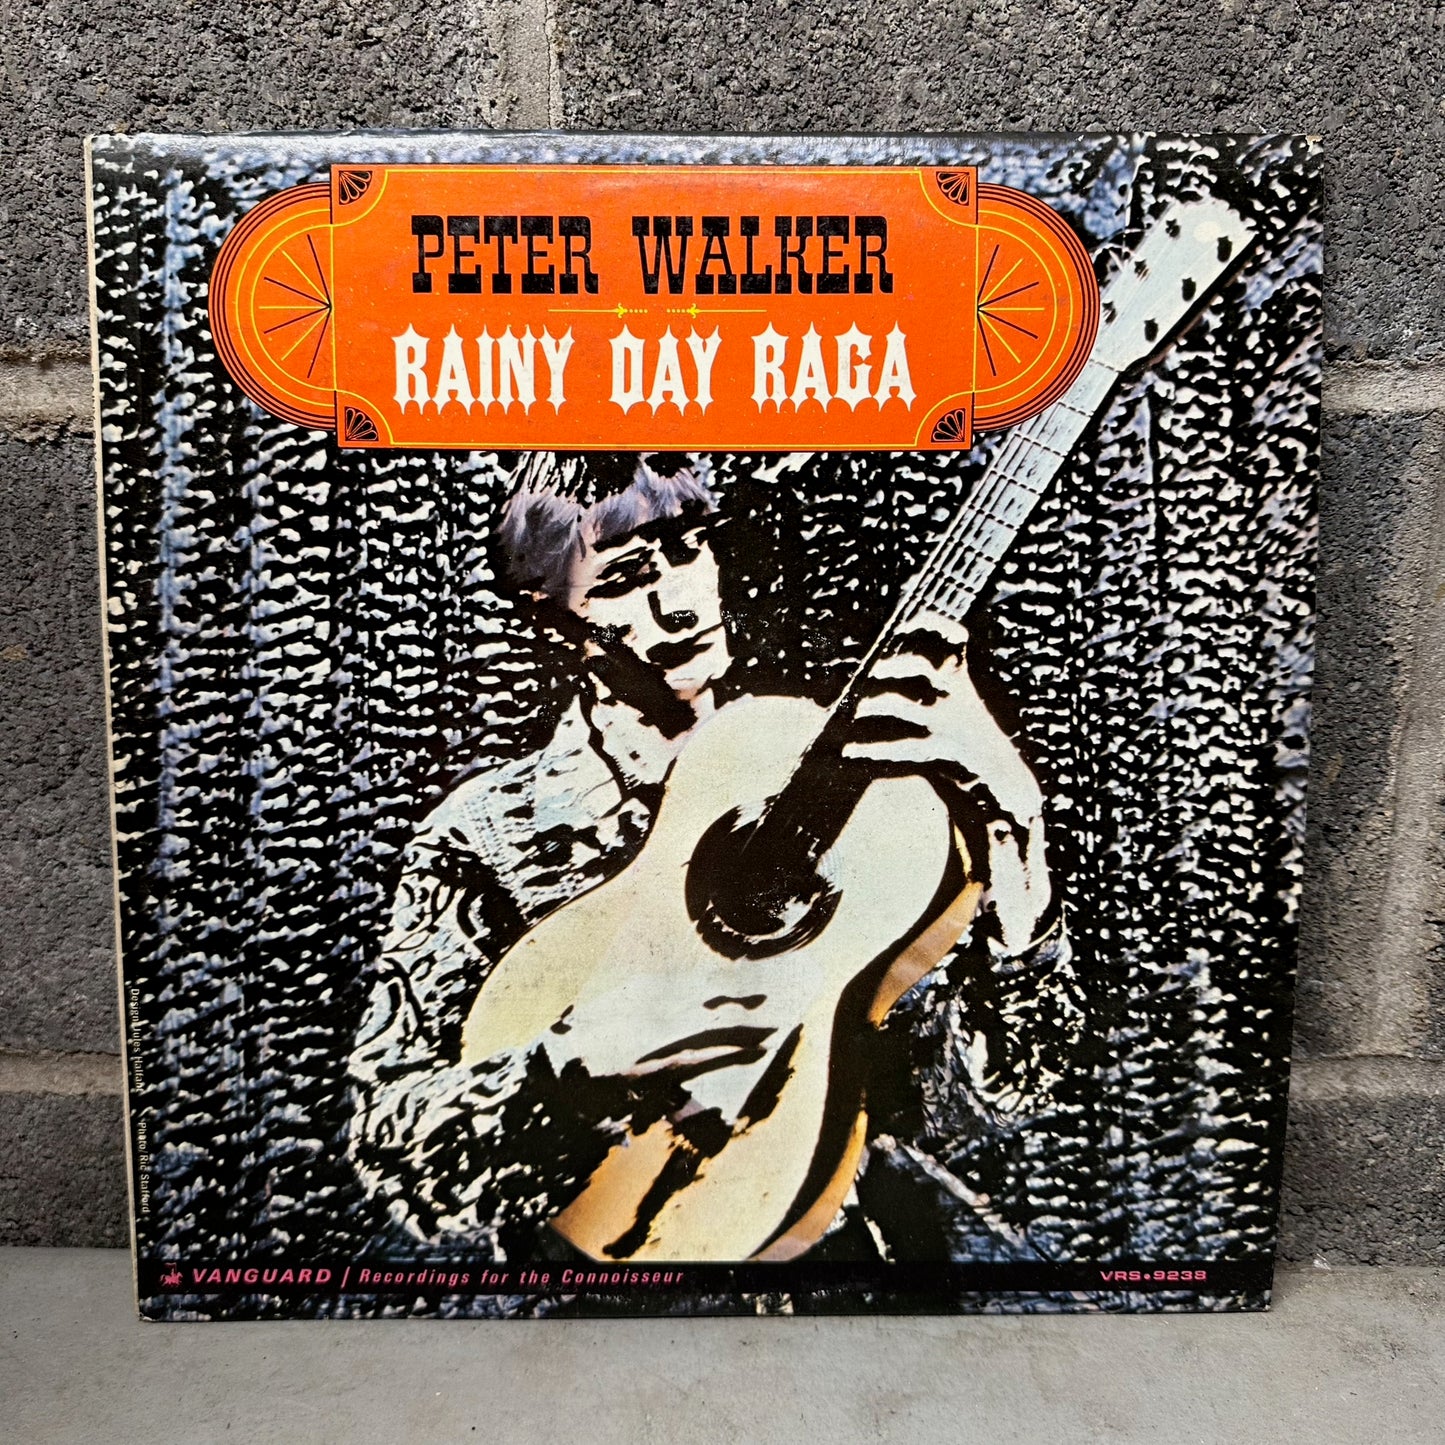 PETER WALKER
RAINY DAY RAGA
Design/Jules Halfant Photo/Ric Stafford
VANGUARD / Recordings for the Connoisseur
VRS•9238